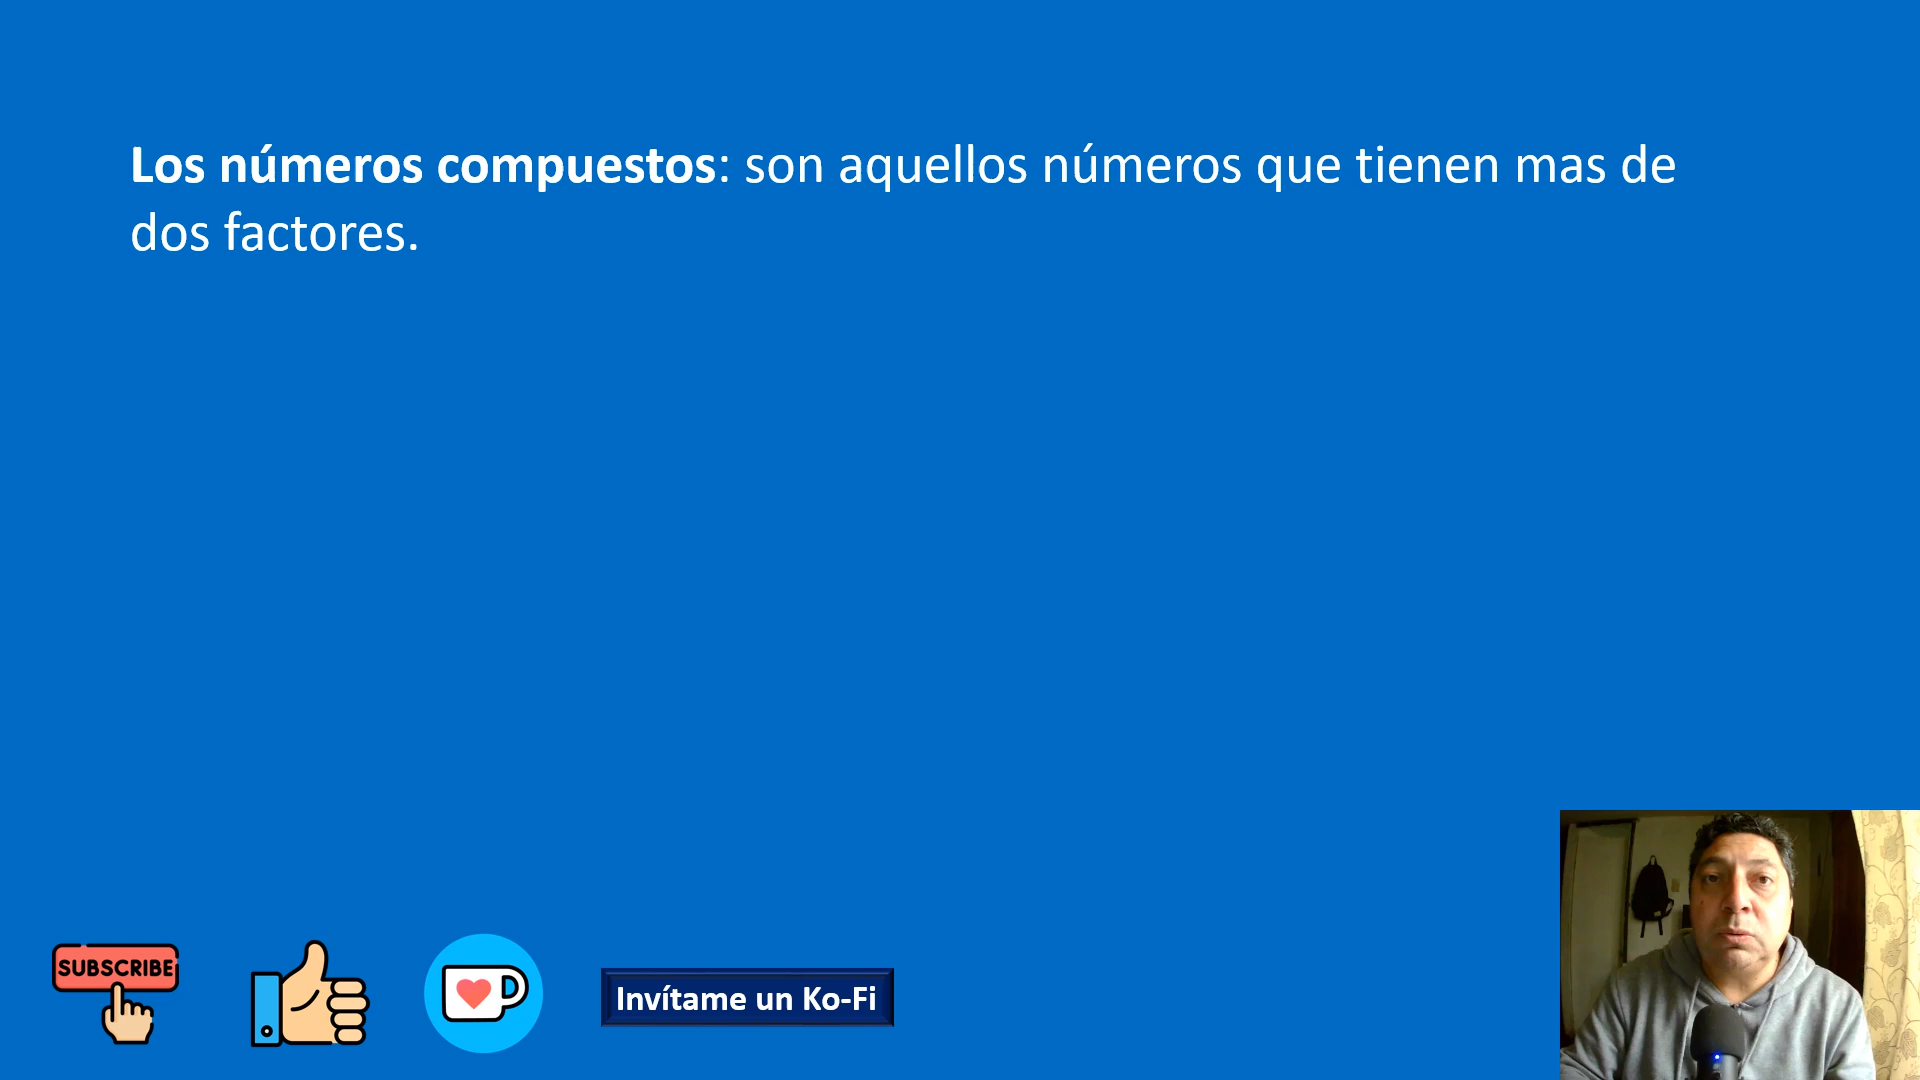 Los números compuestos: son aquellos números que tienen mas de
dos factores.
SUBSCRIBE
Invítame un Ko-Fi